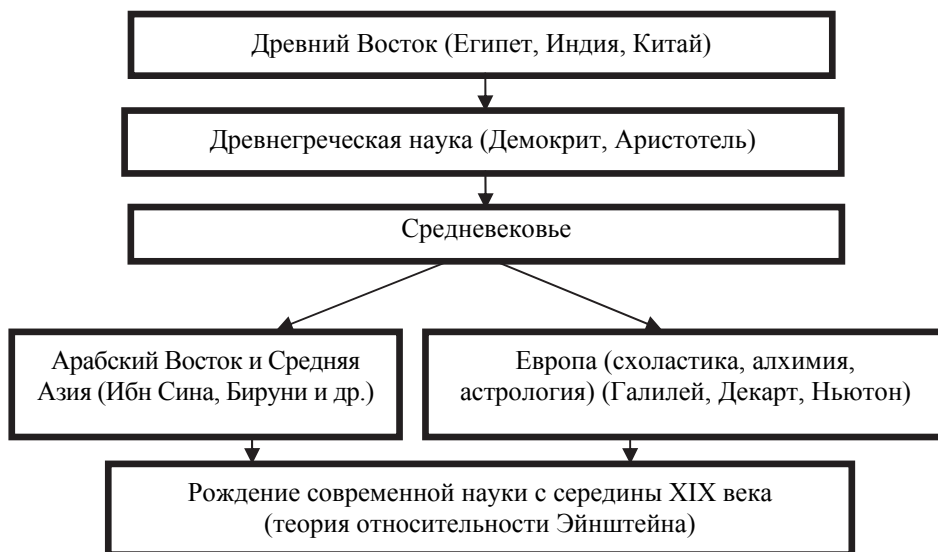 Древний Восток (Египет, Индия, Китай)
Древнегреческая наука (Демокрит, Аристотель)
Средневековье
Арабский Восток и Средняя
Азия (Ибн Сина, Бируни и др.)
Европа (схоластика, алхимия,
астрология) (Галилей, Декарт, Ньютон)
Рождение современной науки с середины XIX века
(теория относительности Эйнштейна)